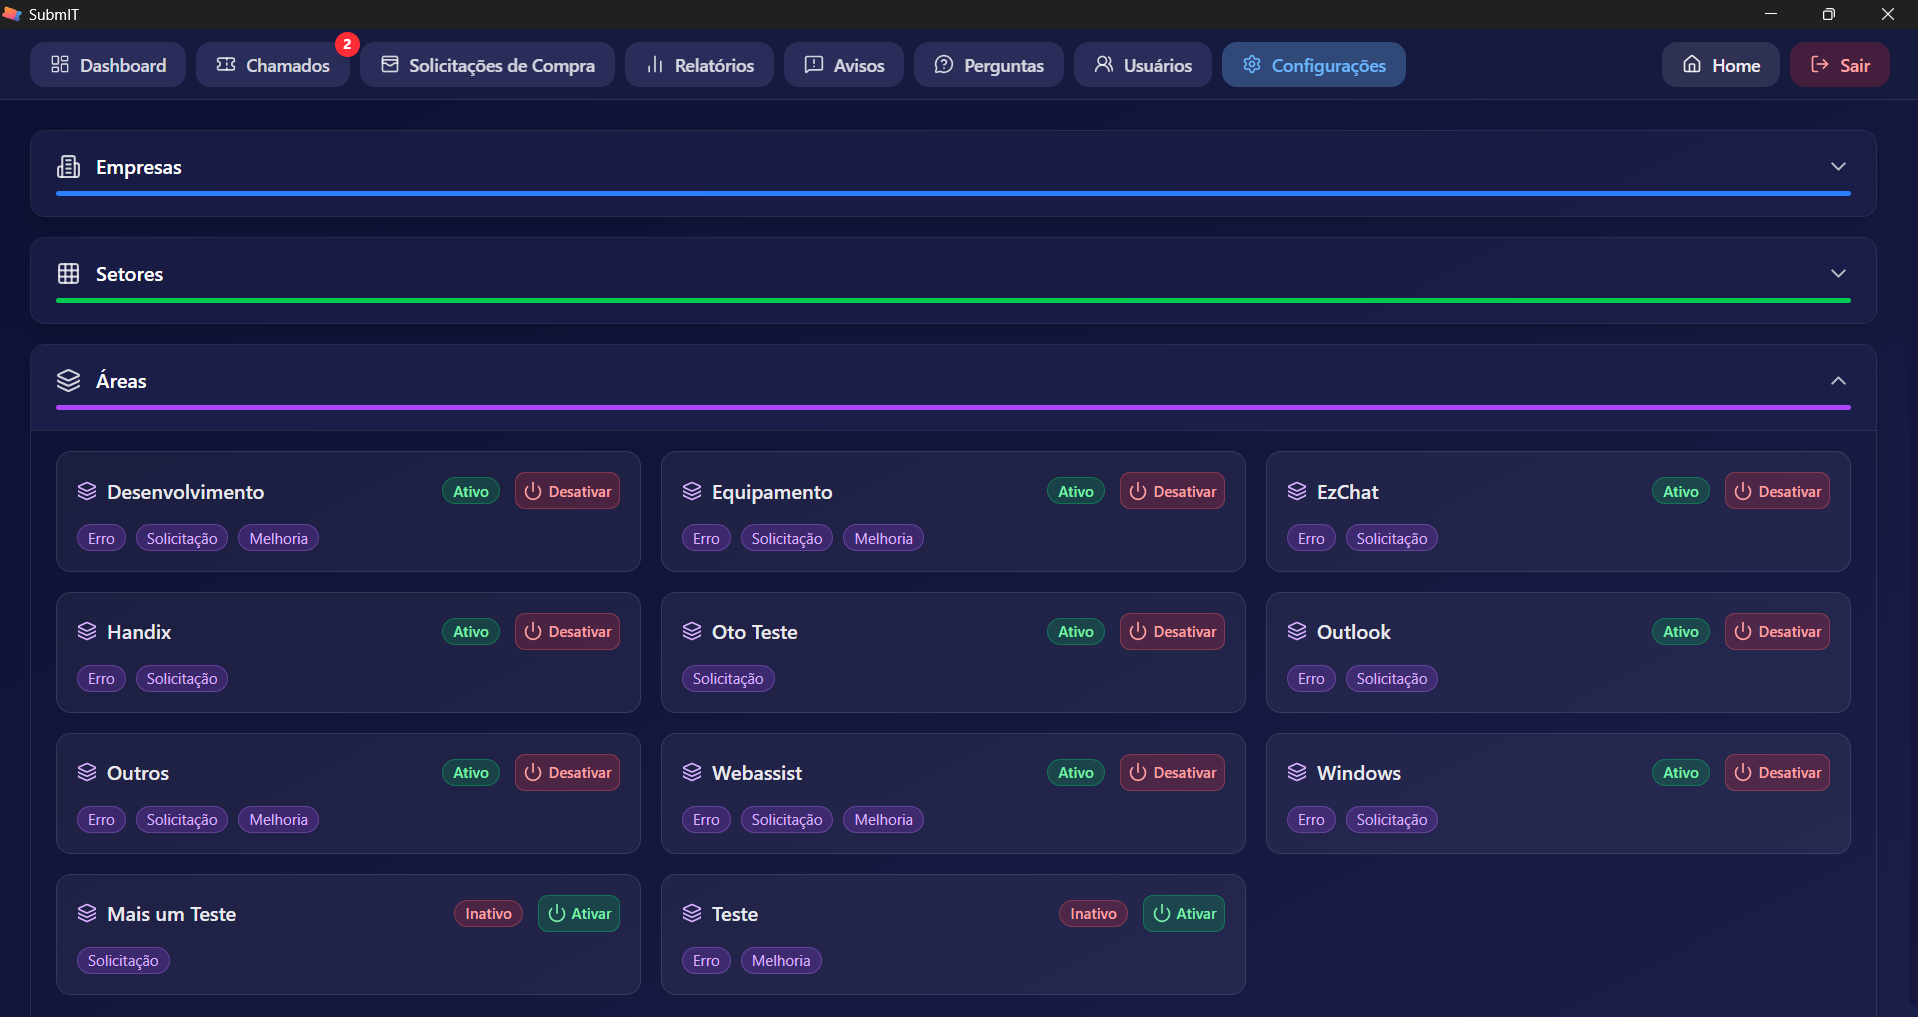 SubmIT
Dashboard
Chamados
2
Solicitações de Compra
Relatórios
Avisos
Perguntas
Usuários
Configurações
Home
Sair
Empresas
Setores
Áreas
Desenvolvimento Ativo Desativar
Erro Solicitação Melhoria
Equipamento Ativo Desativar
Erro Solicitação Melhoria
EzChat Ativo Desativar
Erro Solicitação
Handix Ativo Desativar
Erro Solicitação
Oto Teste Ativo Desativar
Solicitação
Outlook Ativo Desativar
Erro Solicitação
Outros Ativo Desativar
Erro Solicitação Melhoria
Webassist Ativo Desativar
Erro Solicitação Melhoria
Windows Ativo Desativar
Erro Solicitação
Mais um Teste Inativo Ativar
Solicitação
Teste Inativo Ativar
Erro Melhoria